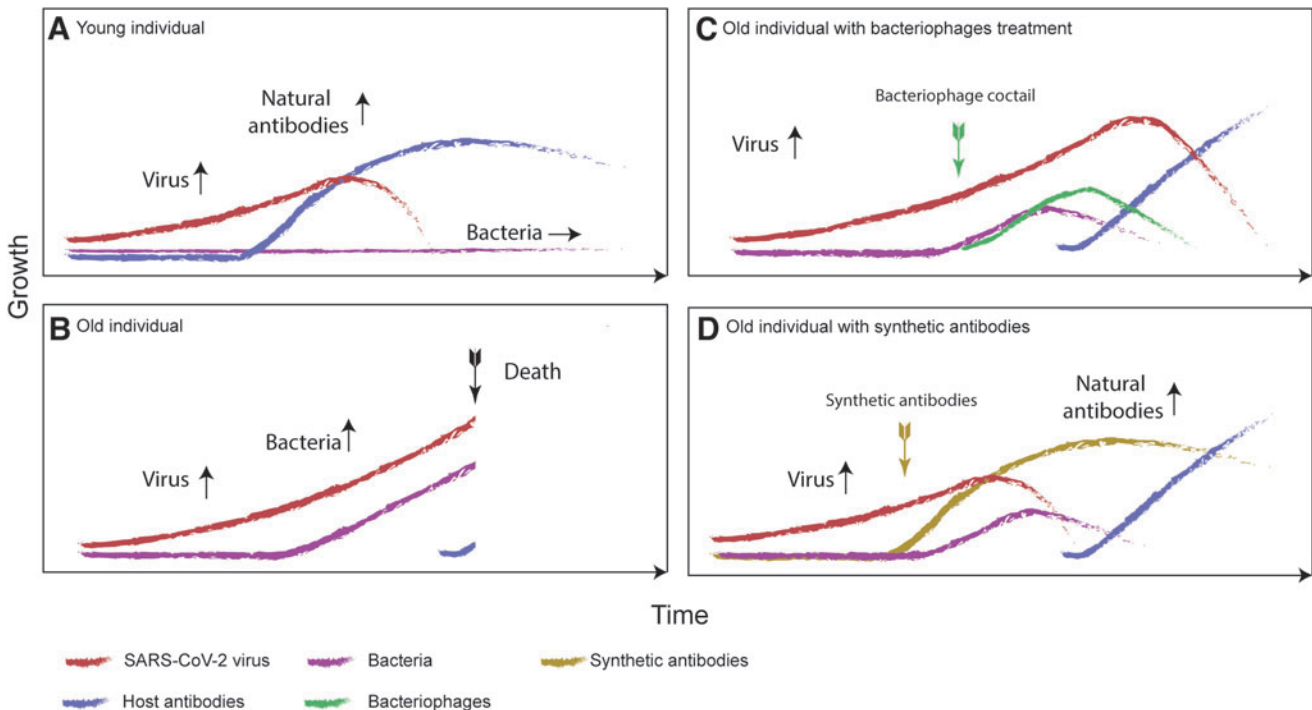 A Young individual
Natural
antibodies
Virus
Bacteria
B Old individual
Death
Bacteria
Virus
C Old individual with bacteriophages treatment
Bacteriophage coctail
Virus
D Old individual with synthetic antibodies
Synthetic antibodies
Natural
antibodies
Virus
Growth
Time
SARS-CoV-2 virus
Bacteria
Synthetic antibodies
Host antibodies
Bacteriophages